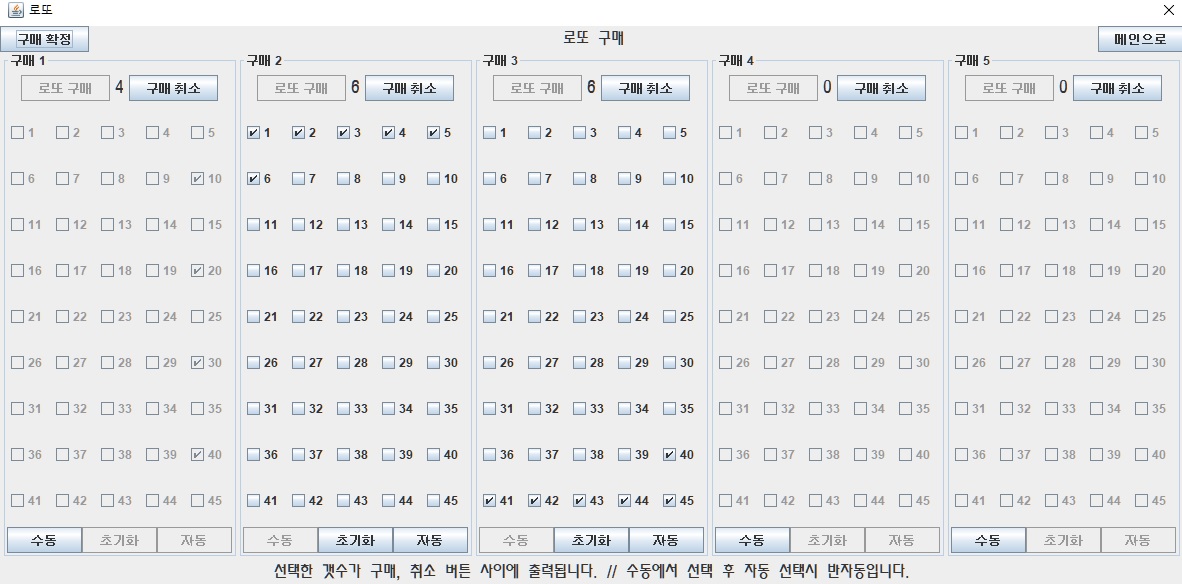 로또
구매 확정 로또 구매 메인으로
구매 1 구매 2 구매 3 구매 4 구매 5
로또 구매 4 구매 취소 로또 구매 6 구매 취소 로또 구매 6 구매 취소 로또 구매 0 구매 취소 로또 구매 0 구매 취소
1 2 3 4 5 1 2 3 4 5 1 2 3 4 5 1 2 3 4 5 1 2 3 4 5
6 7 8 9 10 6 7 8 9 10 6 7 8 9 10 6 7 8 9 10 6 7 8 9 10
11 12 13 14 15 11 12 13 14 15 11 12 13 14 15 11 12 13 14 15 11 12 13 14 15
16 17 18 19 20 16 17 18 19 20 16 17 18 19 20 16 17 18 19 20 16 17 18 19 20
21 22 23 24 25 21 22 23 24 25 21 22 23 24 25 21 22 23 24 25 21 22 23 24 25
26 27 28 29 30 26 27 28 29 30 26 27 28 29 30 26 27 28 29 30 26 27 28 29 30
31 32 33 34 35 31 32 33 34 35 31 32 33 34 35 31 32 33 34 35 31 32 33 34 35
36 37 38 39 40 36 37 38 39 40 36 37 38 39 40 36 37 38 39 40 36 37 38 39 40
41 42 43 44 45 41 42 43 44 45 41 42 43 44 45 41 42 43 44 45 41 42 43 44 45
수동 초기화 자동 수동 초기화 자동 수동 초기화 자동 수동 초기화 자동 수동 초기화 자동
선택한 갯수가 구매, 취소 버튼 사이에 출력됩니다. // 수동에서 선택 후 자동 선택시 반자동입니다.